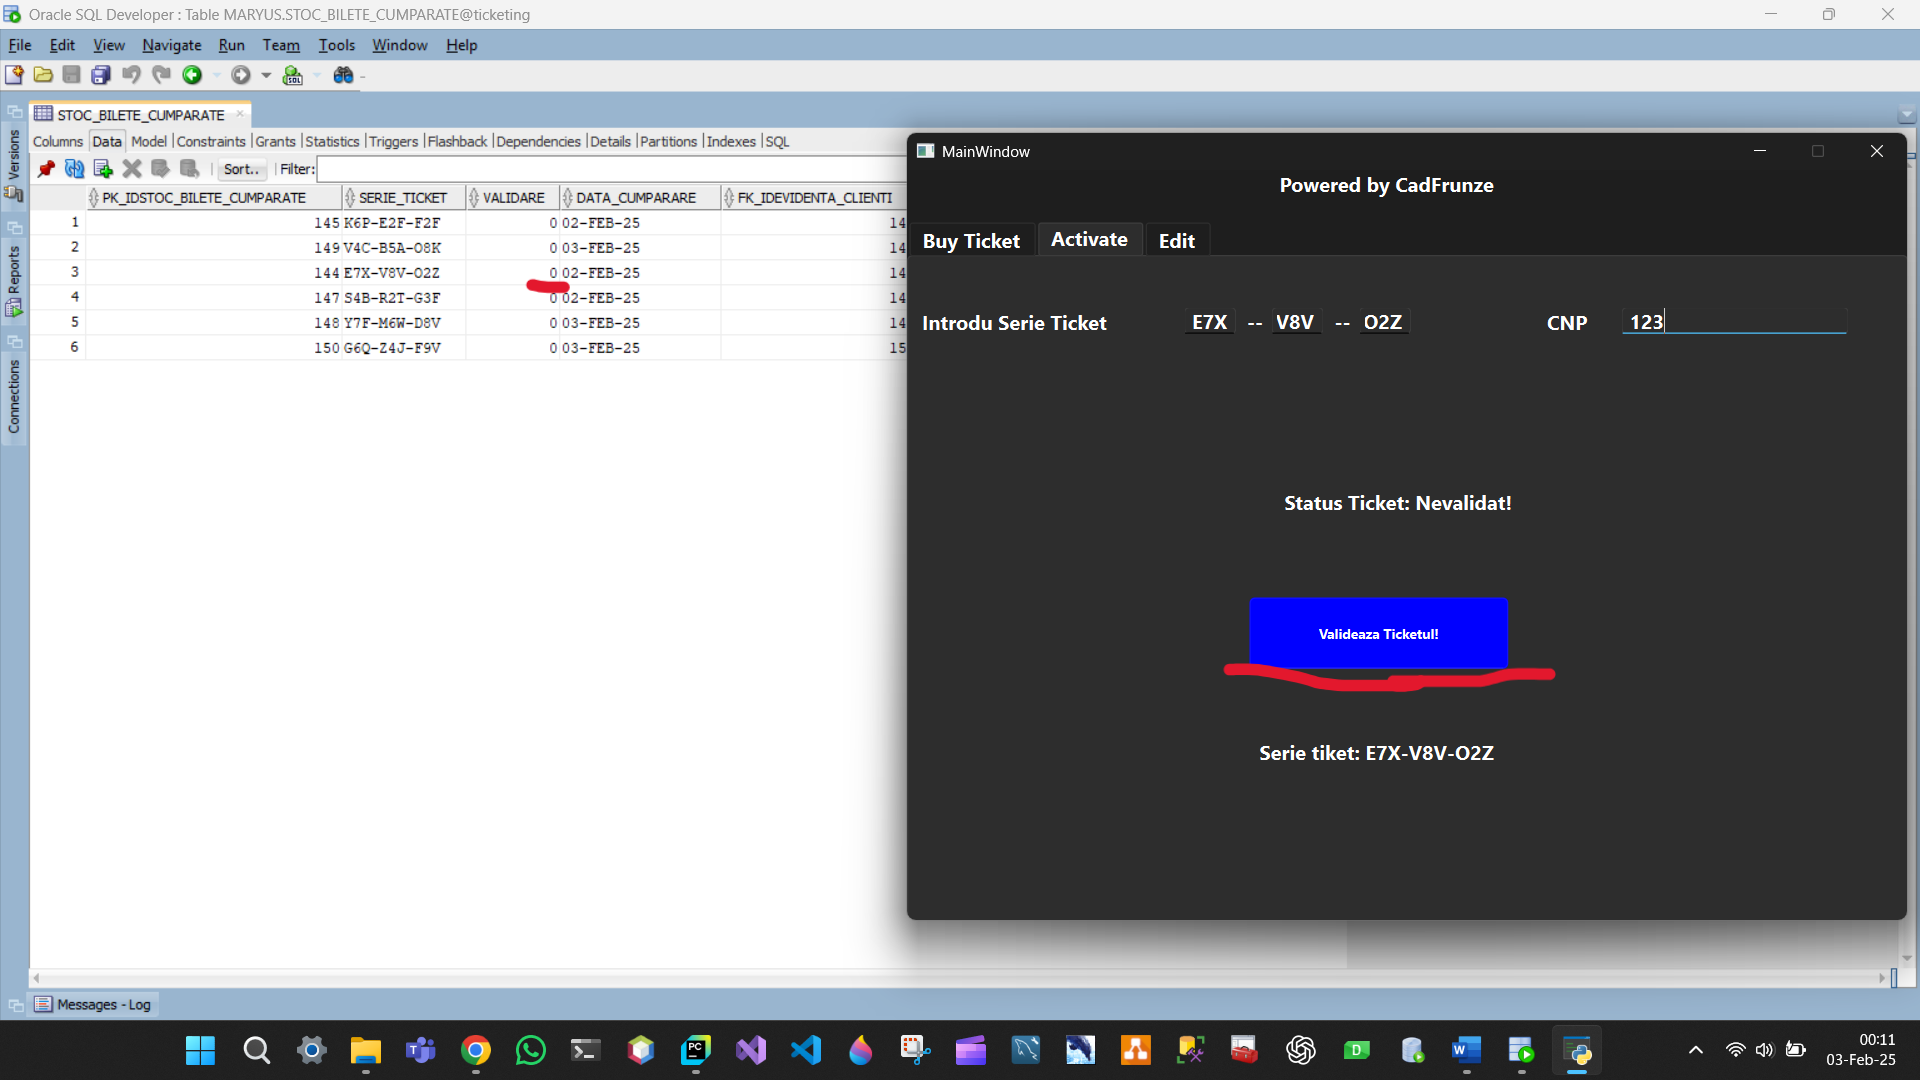 Oracle SQL Developer : Table MARYUS.STOC_BILETE_CUMPARATE@ticketing
File Edit View Navigate Run Team Tools Window Help
STOC_BILETE_CUMPARATE
Columns Data Model Constraints Grants Statistics Triggers Flashback Dependencies Details Partitions Indexes SQL
Sort.. Filter:
PK_IDSTOC_BILETE_CUMPARATE SERIE_TICKET VALIDARE DATA_CUMPARARE FK_IDEVIDENTA_CLIENTI
1 145 K6P-E2F-F2F 0 02-FEB-25 14
2 149 V4C-B5A-O8K 0 03-FEB-25 14
3 144 E7X-V8V-O2Z 0 02-FEB-25 14
4 147 S4B-R2T-G3F 0 02-FEB-25 14
5 148 Y7F-M6W-D8V 0 03-FEB-25 14
6 150 G6Q-Z4J-F9V 0 03-FEB-25 15
Versions
Reports
Connections
MainWindow
Powered by CadFrunze
Buy Ticket Activate Edit
Introdu Serie Ticket E7X -- V8V -- O2Z CNP 123
Status Ticket: Nevalidat!
Valideaza Ticketul!
Serie tiket: E7X-V8V-O2Z
Messages - Log
00:11
03-Feb-25